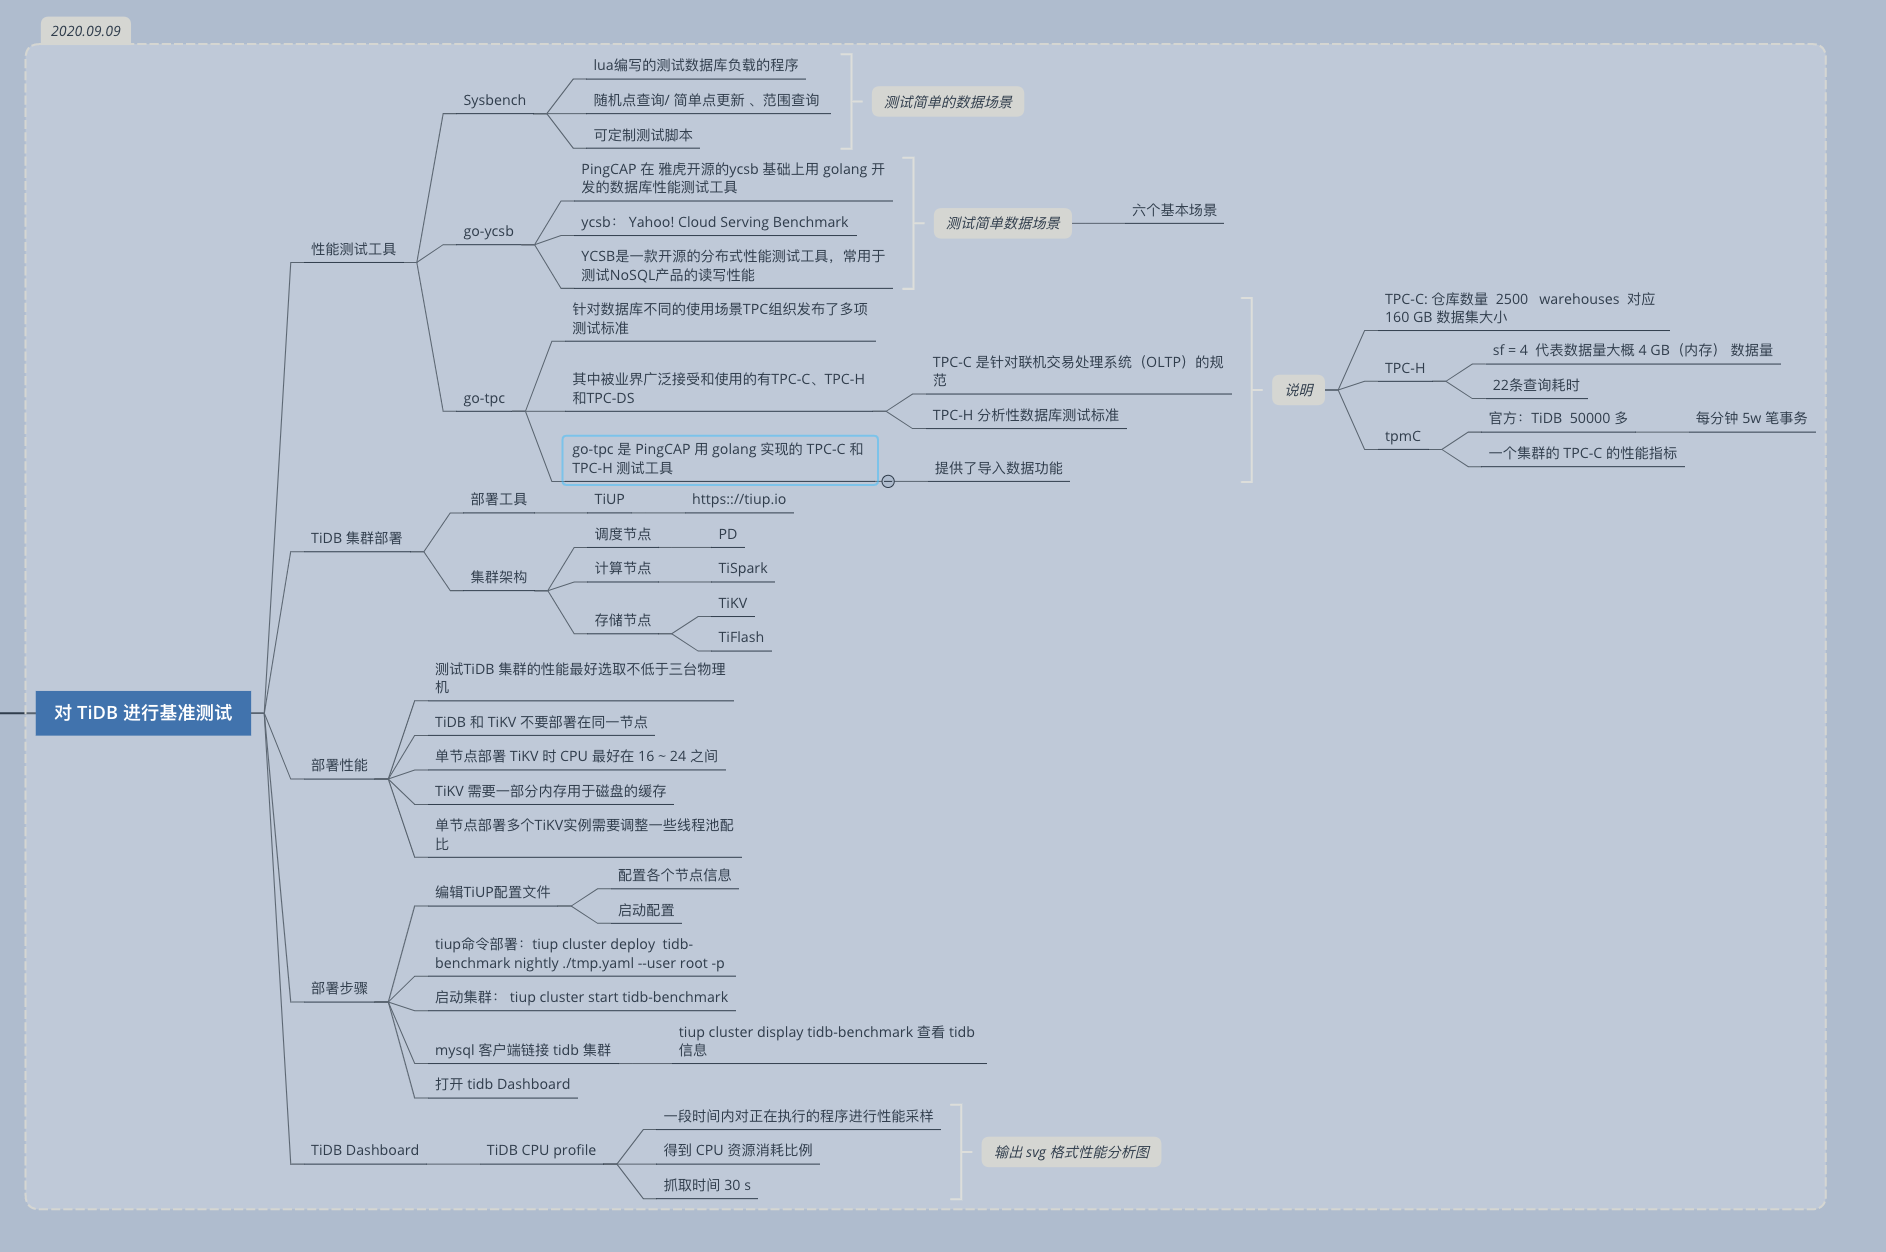 2020.09.09
对 TiDB 进行基准测试
性能测试工具
Sysbench
lua编写的测试数据库负载的程序
随机点查询/ 简单点更新 、范围查询
可定制测试脚本
测试简单的数据场景
go-ycsb
PingCAP 在 雅虎开源的ycsb 基础上用 golang 开
发的数据库性能测试工具
ycsb： Yahoo! Cloud Serving Benchmark
YCSB是一款开源的分布式性能测试工具，常用于
测试NoSQL产品的读写性能
测试简单数据场景
六个基本场景
go-tpc
针对数据库不同的使用场景TPC组织发布了多项
测试标准
其中被业界广泛接受和使用的有TPC-C、TPC-H
和TPC-DS
TPC-C 是针对联机交易处理系统（OLTP）的规
范
TPC-H 分析性数据库测试标准
go-tpc 是 PingCAP 用 golang 实现的 TPC-C 和
TPC-H 测试工具
提供了导入数据功能
说明
TPC-C: 仓库数量 2500 warehouses 对应
160 GB 数据集大小
TPC-H
sf = 4 代表数据量大概 4 GB（内存） 数据量
22条查询耗时
tpmC
官方：TiDB 50000 多
每分钟 5w 笔事务
一个集群的 TPC-C 的性能指标
TiDB 集群部署
部署工具
TiUP
https:://tiup.io
集群架构
调度节点
PD
计算节点
TiSpark
存储节点
TiKV
TiFlash
部署性能
测试TiDB 集群的性能最好选取不低于三台物理
机
TiDB 和 TiKV 不要部署在同一节点
单节点部署 TiKV 时 CPU 最好在 16 ~ 24 之间
TiKV 需要一部分内存用于磁盘的缓存
单节点部署多个TiKV实例需要调整一些线程池配
比
部署步骤
编辑TiUP配置文件
配置各个节点信息
启动配置
tiup命令部署：tiup cluster deploy tidb-
benchmark nightly ./tmp.yaml --user root -p
启动集群： tiup cluster start tidb-benchmark
mysql 客户端链接 tidb 集群
tiup cluster display tidb-benchmark 查看 tidb
信息
打开 tidb Dashboard
TiDB Dashboard
TiDB CPU profile
一段时间内对正在执行的程序进行性能采样
得到 CPU 资源消耗比例
抓取时间 30 s
输出 svg 格式性能分析图